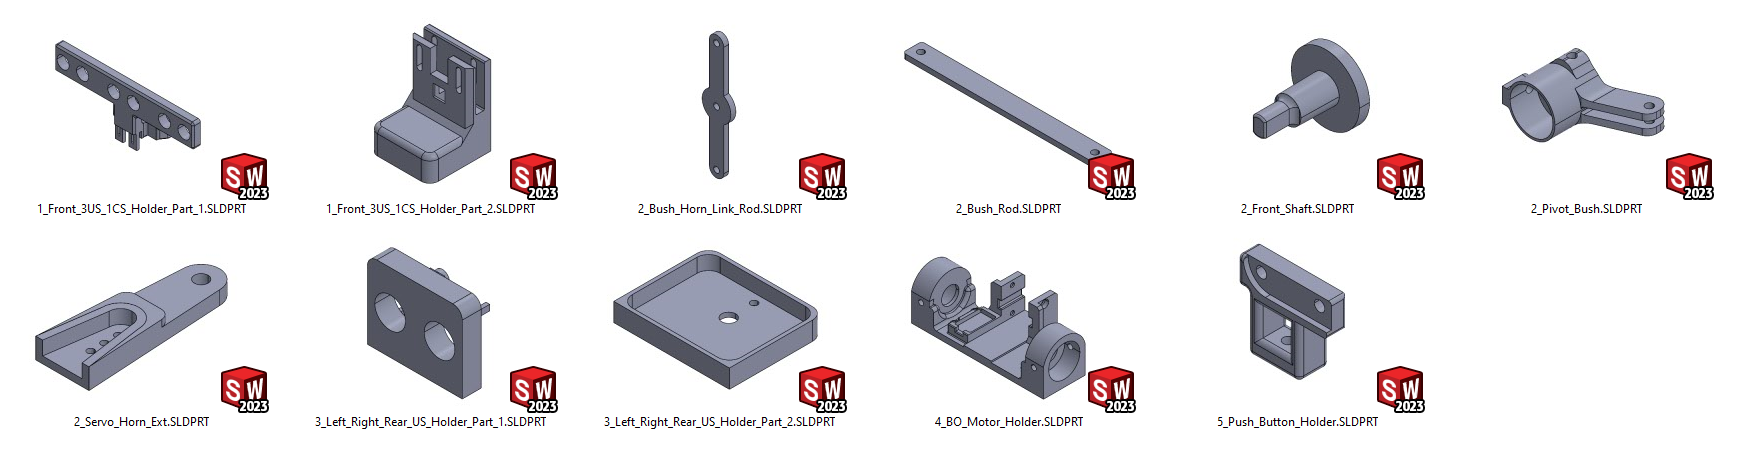 SW 2023
SW 2023
SW 2023
SW 2023
SW 2023
SW 2023
1_Front_3US_1CS_Holder_Part_1.SLDPRT
1_Front_3US_1CS_Holder_Part_2.SLDPRT
2_Bush_Horn_Link_Rod.SLDPRT
2_Bush_Rod.SLDPRT
2_Front_Shaft.SLDPRT
2_Pivot_Bush.SLDPRT
SW 2023
SW 2023
SW 2023
SW 2023
SW 2023
2_Servo_Horn_Ext.SLDPRT
3_Left_Right_Rear_US_Holder_Part_1.SLDPRT
3_Left_Right_Rear_US_Holder_Part_2.SLDPRT
4_BO_Motor_Holder.SLDPRT
5_Push_Button_Holder.SLDPRT